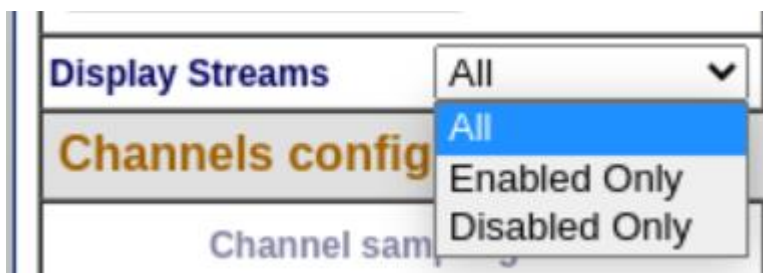 Display Streams All
All
Channels config
Enabled Only
Disabled Only
Channel sam